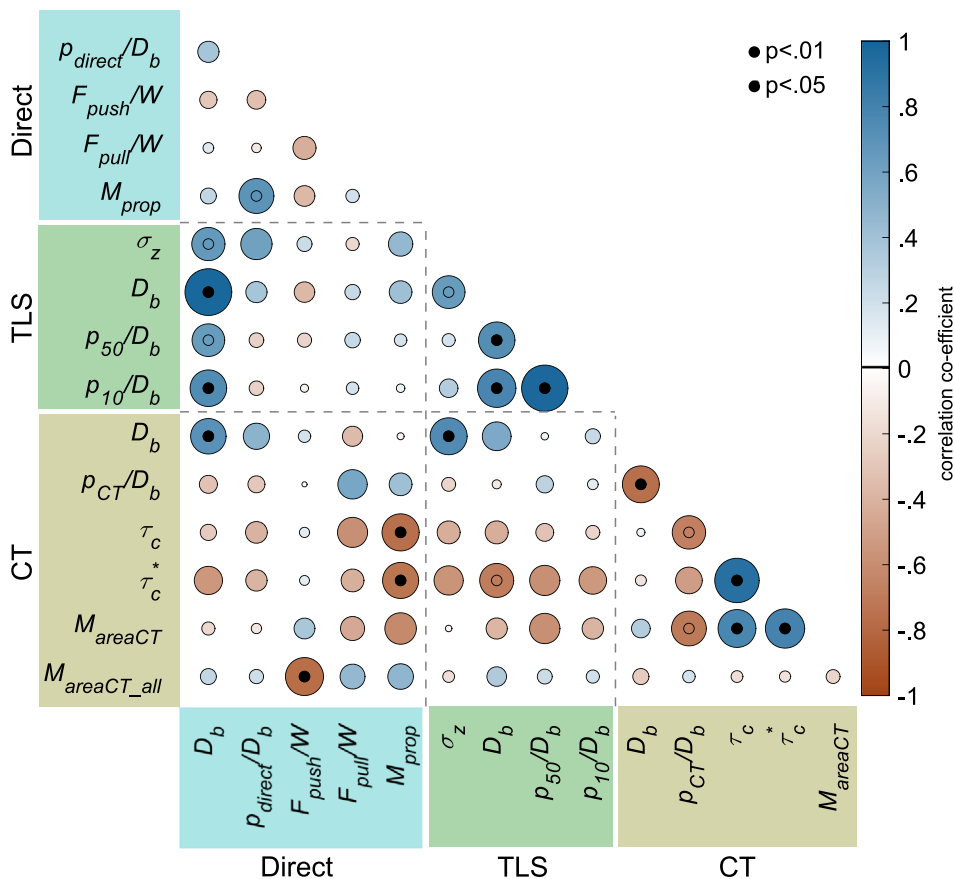 Direct
p_direct/D_b
F_push/W
F_pull/W
M_prop
TLS
σ_z
D_b
p_50/D_b
p_10/D_b
CT
D_b
p_CT/D_b
τ_c
τ_c^*
M_areaCT
M_areaCT_all
p<.01
p<.05
1
.8
.6
.4
.2
0
-.2
-.4
-.6
-.8
-1
correlation co-efficient
D_b
p_direct/D_b
F_push/W
F_pull/W
M_prop
σ_z
D_b
p_50/D_b
p_10/D_b
D_b
p_CT/D_b
τ_c
τ_c^*
M_areaCT
Direct
TLS
CT